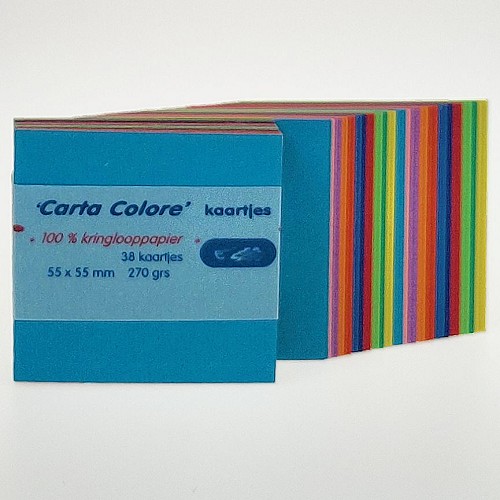 ‘Carta Colore’ kaartjes
• 100 % kringlooppapier •
38 kaartjes
55 x 55 mm 270 grs